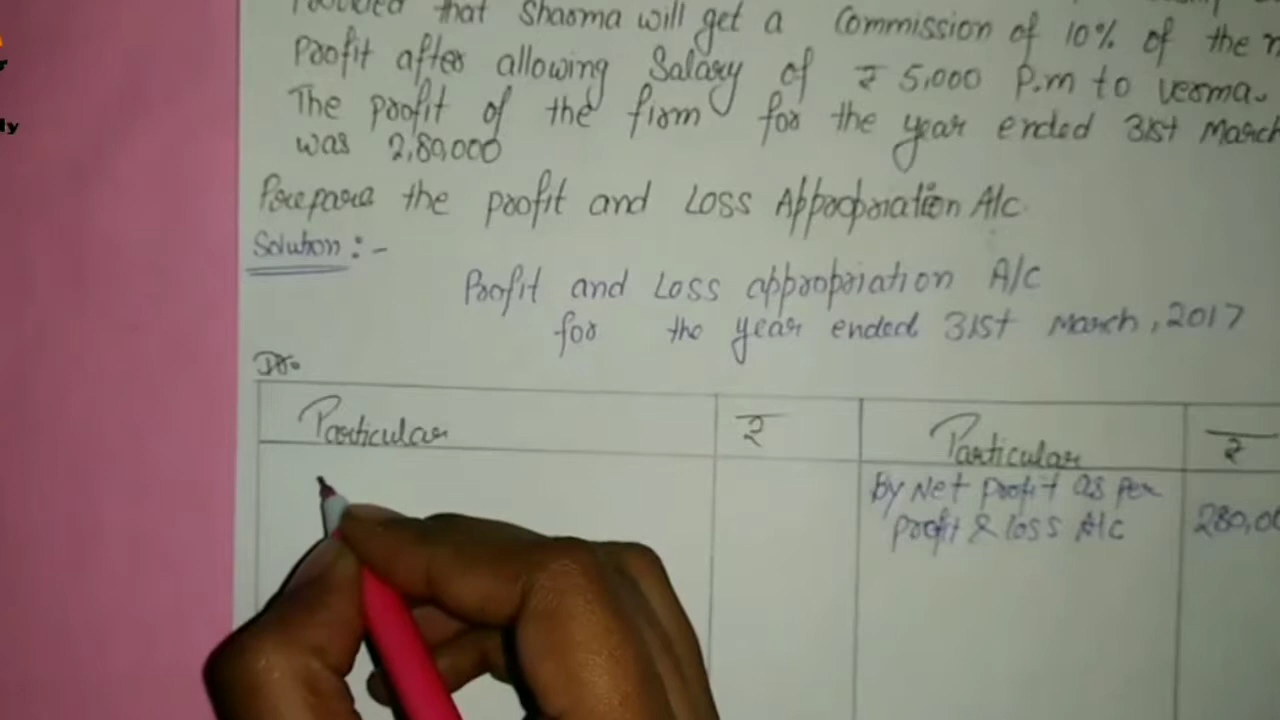 that Sharma will get a Commission of 10% of the
Profit after allowing Salary of ₹ 5,000 P.m to verma.
The profit of the firm for the year ended 31st March
was 2,80,000
Prepara the profit and Loss Appropriation A/c
Solution:-
Profit and Loss appropriation A/c
for the year ended 31st March, 2017
Dr.
Particular ₹ Particular ₹
by Net profit as per
profit & loss A/c 280,00